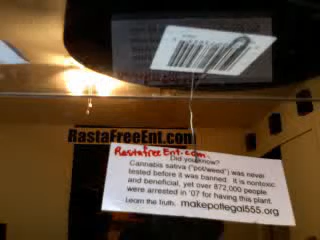 RastaFreeEnt.com
RastafreeEnt.com
Did you know?
Cannabis sativa ("pot/weed") was never
tested before it was banned. It is nontoxic
and beneficial, yet over 872,000 people
were arrested in '07 for having this plant.
Learn the truth. makepotlegal555.org